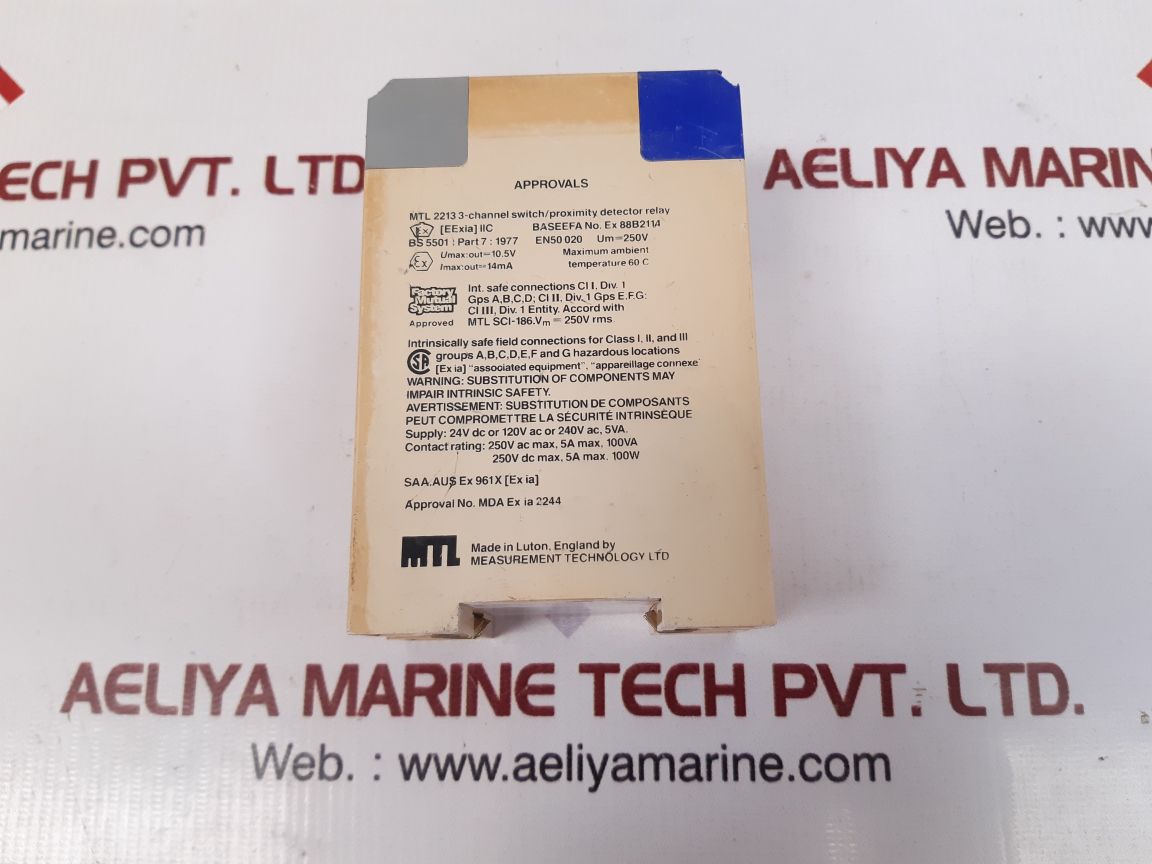 ECH PVT. LTD
ne.com
AELIYA MARIN
Web. : www
APPROVALS
MTL 2213 3-channel switch/proximity detector relay
Ex [EExia] IIC BASEEFA No. Ex 88B2114
BS 5501 : Part 7 : 1977 EN50 020 Um=250V
Ex Umax:out=10.5V Maximum ambient
Imax:out=14mA temperature 60 C
Factory Mutual System
Approved
Int. safe connections Cl I, Div. 1
Gps A,B,C,D; Cl II, Div. 1 Gps E.F.G:
Cl III, Div. 1 Entity. Accord with
MTL SCI-186.Vm = 250V rms
Intrinsically safe field connections for Class I, II, and III
SA groups A,B,C,D,E,F and G hazardous locations
[Ex ia] "associated equipment", "appareillage connexe"
WARNING: SUBSTITUTION OF COMPONENTS MAY
IMPAIR INTRINSIC SAFETY.
AVERTISSEMENT: SUBSTITUTION DE COMPOSANTS
PEUT COMPROMETTRE LA SÉCURITÉ INTRINSÈQUE
Supply: 24V dc or 120V ac or 240V ac, 5VA.
Contact rating: 250V ac max, 5A max, 100VA
250V dc max, 5A max. 100W
SAA.AUS Ex 961X [Ex ia]
Approval No. MDA Ex ia 2244
MTL Made in Luton, England by
MEASUREMENT TECHNOLOGY LTD
AELIYA MARINE TECH PVT. LTD.
Web. : www.aeliyamarine.com